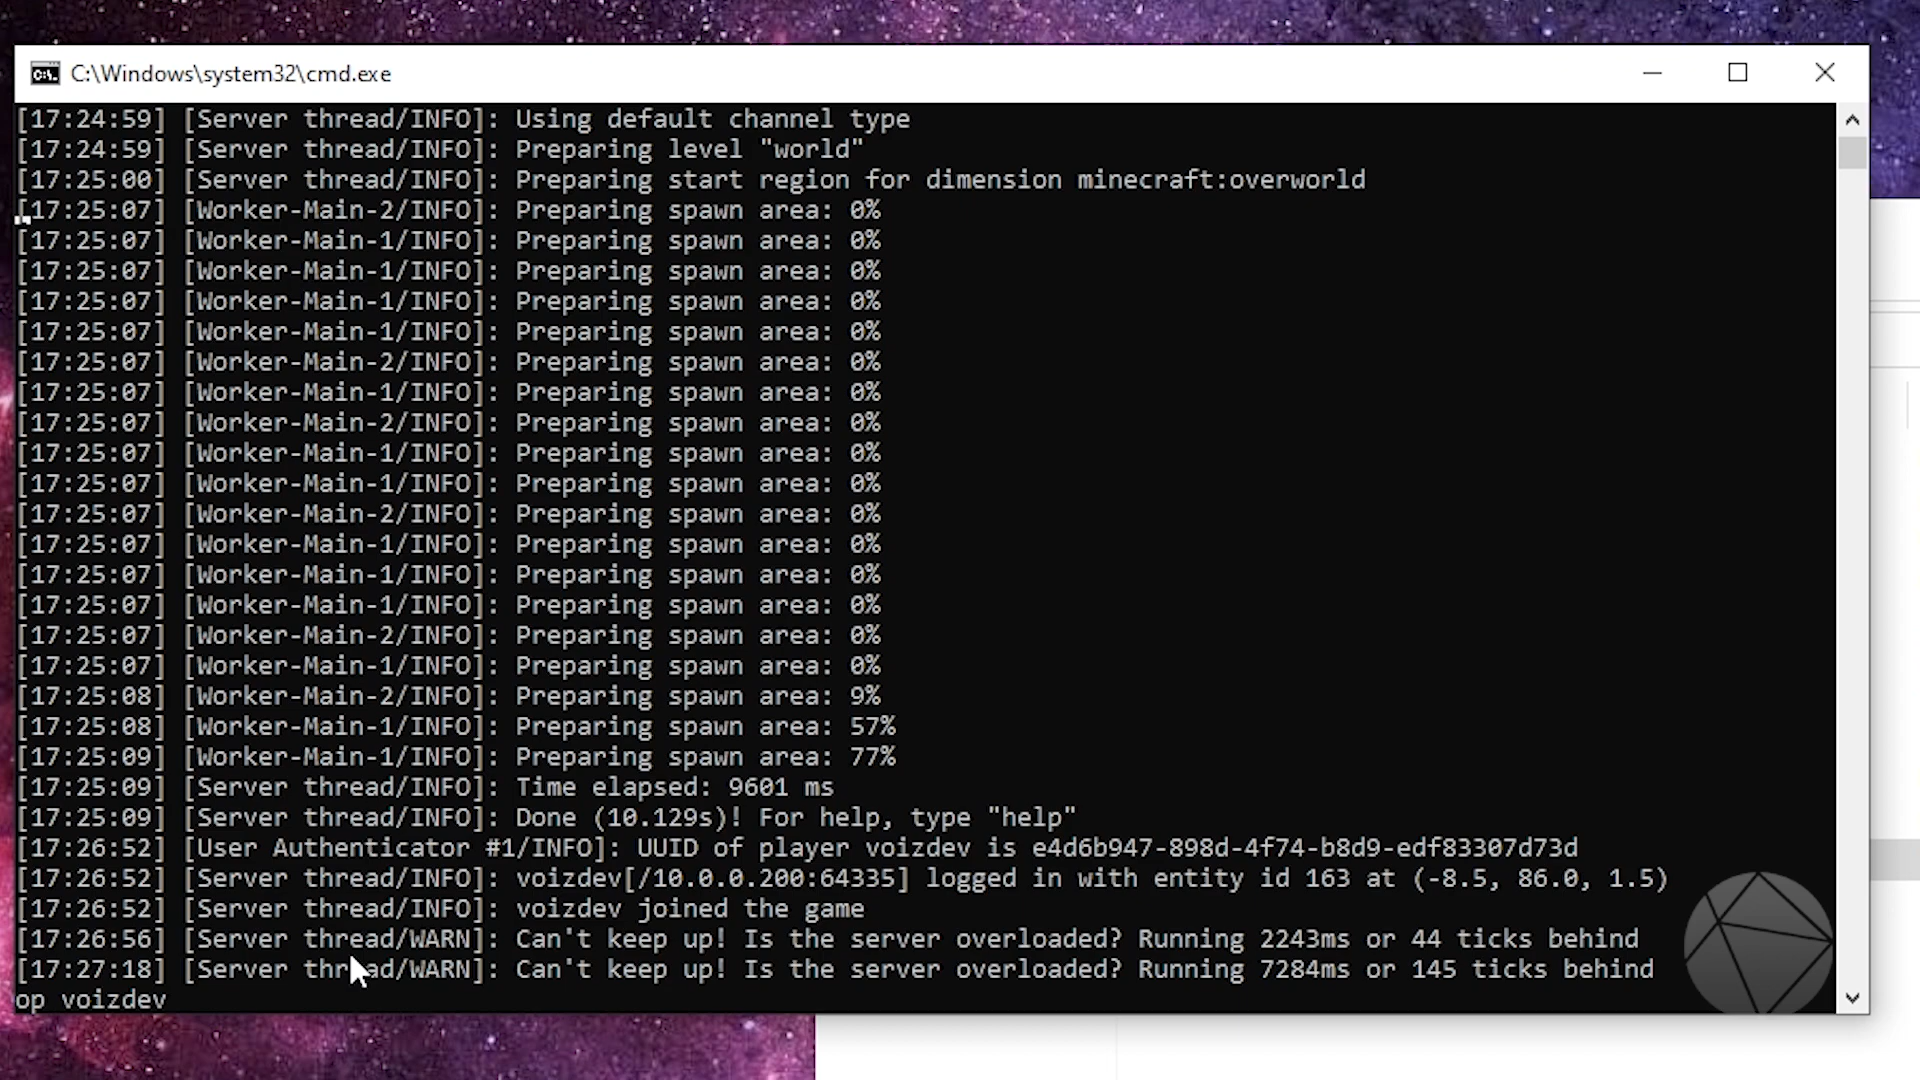 C:\Windows\system32\cmd.exe
[17:24:59] [Server thread/INFO]: Using default channel type
[17:24:59] [Server thread/INFO]: Preparing level "world"
[17:25:00] [Server thread/INFO]: Preparing start region for dimension minecraft:overworld
[17:25:07] [Worker-Main-2/INFO]: Preparing spawn area: 0%
[17:25:07] [Worker-Main-1/INFO]: Preparing spawn area: 0%
[17:25:07] [Worker-Main-1/INFO]: Preparing spawn area: 0%
[17:25:07] [Worker-Main-1/INFO]: Preparing spawn area: 0%
[17:25:07] [Worker-Main-1/INFO]: Preparing spawn area: 0%
[17:25:07] [Worker-Main-2/INFO]: Preparing spawn area: 0%
[17:25:07] [Worker-Main-1/INFO]: Preparing spawn area: 0%
[17:25:07] [Worker-Main-2/INFO]: Preparing spawn area: 0%
[17:25:07] [Worker-Main-1/INFO]: Preparing spawn area: 0%
[17:25:07] [Worker-Main-1/INFO]: Preparing spawn area: 0%
[17:25:07] [Worker-Main-2/INFO]: Preparing spawn area: 0%
[17:25:07] [Worker-Main-1/INFO]: Preparing spawn area: 0%
[17:25:07] [Worker-Main-1/INFO]: Preparing spawn area: 0%
[17:25:07] [Worker-Main-1/INFO]: Preparing spawn area: 0%
[17:25:07] [Worker-Main-2/INFO]: Preparing spawn area: 0%
[17:25:07] [Worker-Main-1/INFO]: Preparing spawn area: 0%
[17:25:08] [Worker-Main-2/INFO]: Preparing spawn area: 9%
[17:25:08] [Worker-Main-1/INFO]: Preparing spawn area: 57%
[17:25:09] [Worker-Main-1/INFO]: Preparing spawn area: 77%
[17:25:09] [Server thread/INFO]: Time elapsed: 9601 ms
[17:25:09] [Server thread/INFO]: Done (10.129s)! For help, type "help"
[17:26:52] [User Authenticator #1/INFO]: UUID of player voizdev is e4d6b947-898d-4f74-b8d9-edf83307d73d
[17:26:52] [Server thread/INFO]: voizdev[/10.0.0.200:64335] logged in with entity id 163 at (-8.5, 86.0, 1.5)
[17:26:52] [Server thread/INFO]: voizdev joined the game
[17:26:56] [Server thread/WARN]: Can't keep up! Is the server overloaded? Running 2243ms or 44 ticks behind
[17:27:18] [Server thread/WARN]: Can't keep up! Is the server overloaded? Running 7284ms or 145 ticks behind
op voizdev